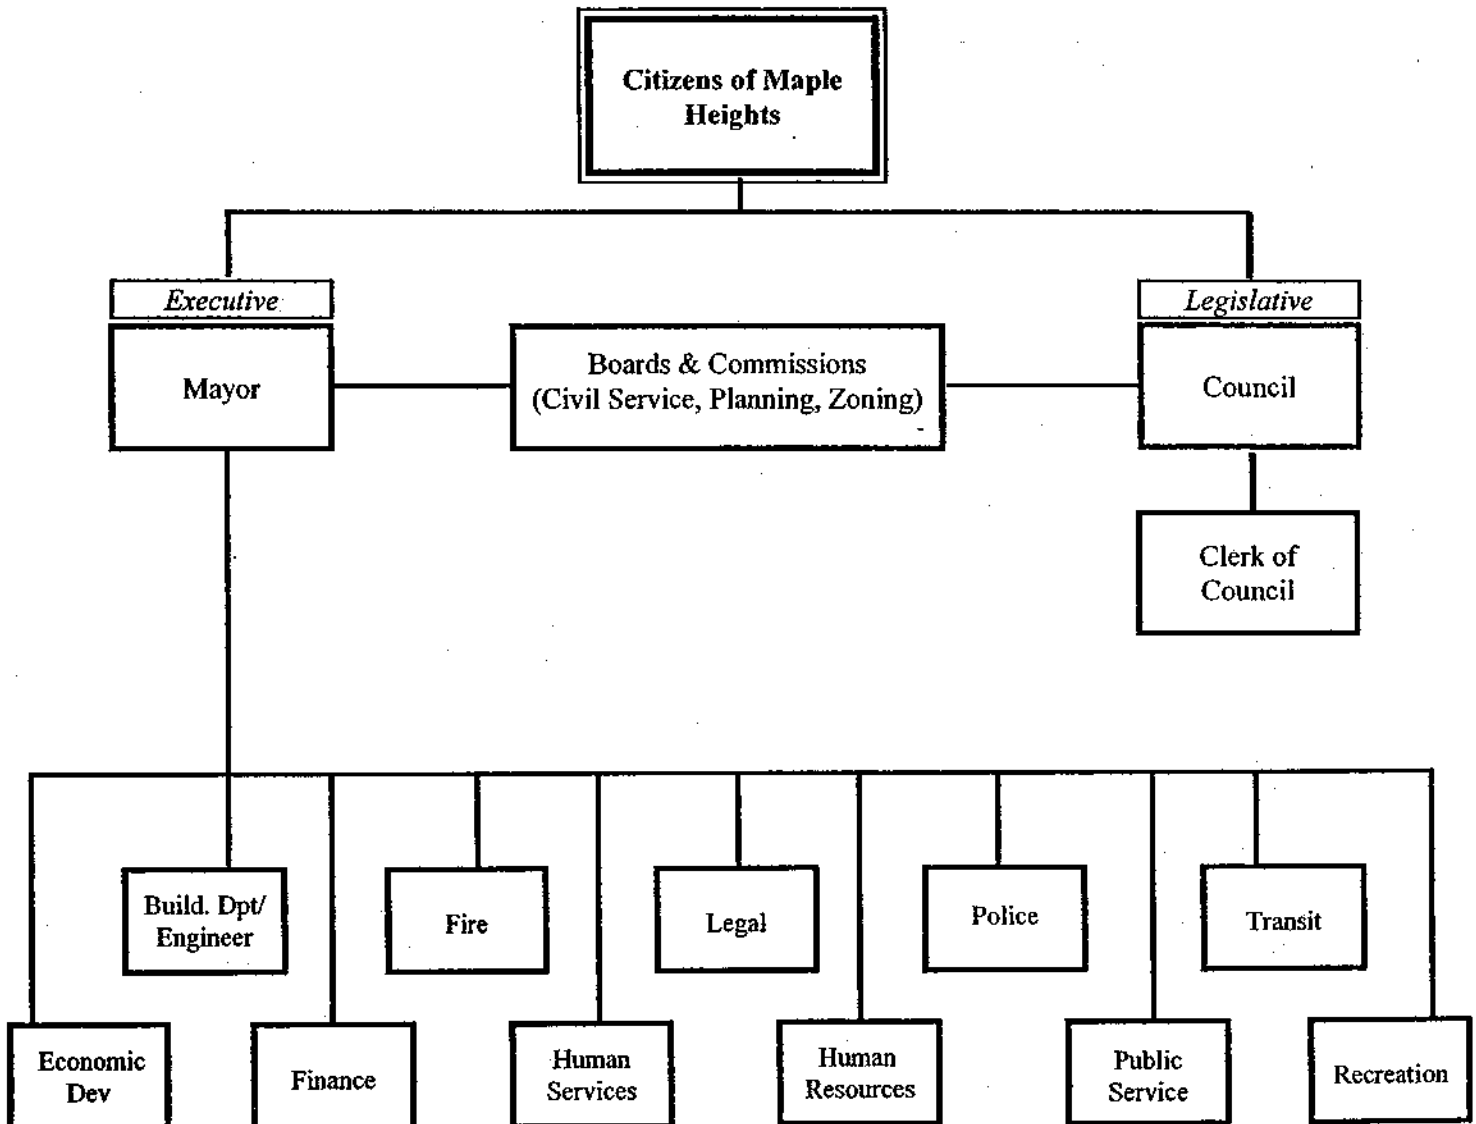 Citizens of Maple
Heights
Executive
Legislative
Mayor
Boards & Commissions
(Civil Service, Planning, Zoning)
Council
Clerk of
Council
Build. Dpt/
Engineer
Fire
Legal
Police
Transit
Economic
Dev
Finance
Human
Services
Human
Resources
Public
Service
Recreation